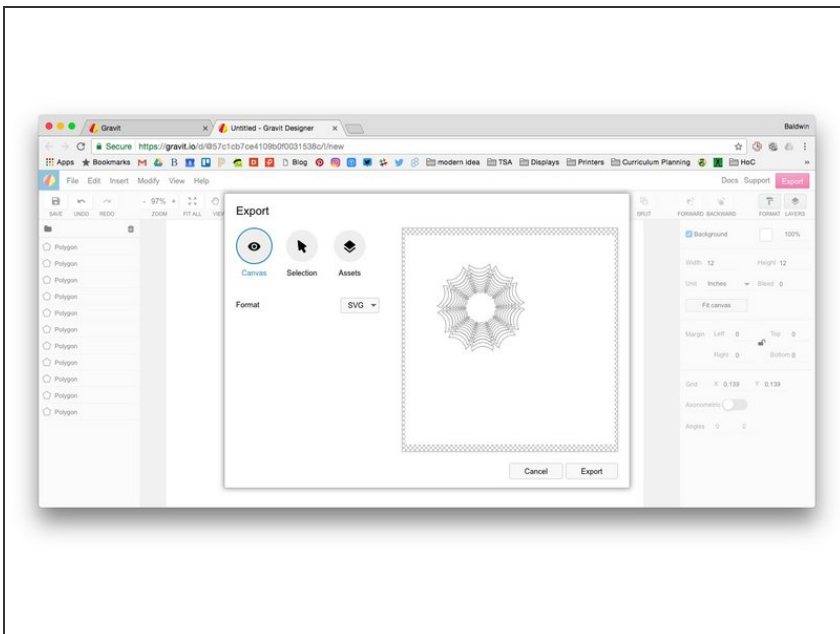 Gravit
Untitled - Gravit Designer
Baldwin
Secure https://gravit.io/d/@57c1cb7ce4109b0f0031538c/f/new
Apps Bookmarks Blog modern idea TSA Displays Printers Curriculum Planning HoC
File Edit Insert Modify View Help
Docs Support Export
- 97% +
SAVE UNDO REDO ZOOM FIT ALL SPLIT FORWARD BACKWARD FORMAT LAYERS
Export
Canvas Selection Assets
Format SVG
Cancel Export
Polygon
Polygon
Polygon
Polygon
Polygon
Polygon
Polygon
Polygon
Polygon
Polygon
Polygon
Background 100%
Width 12 Height 12
Unit Inches Bleed 0
Fit canvas
Margin Left 0 Top 0
Right 0 Bottom 0
Grid X 0.139 Y 0.139
Axonometric
Angles 0 0